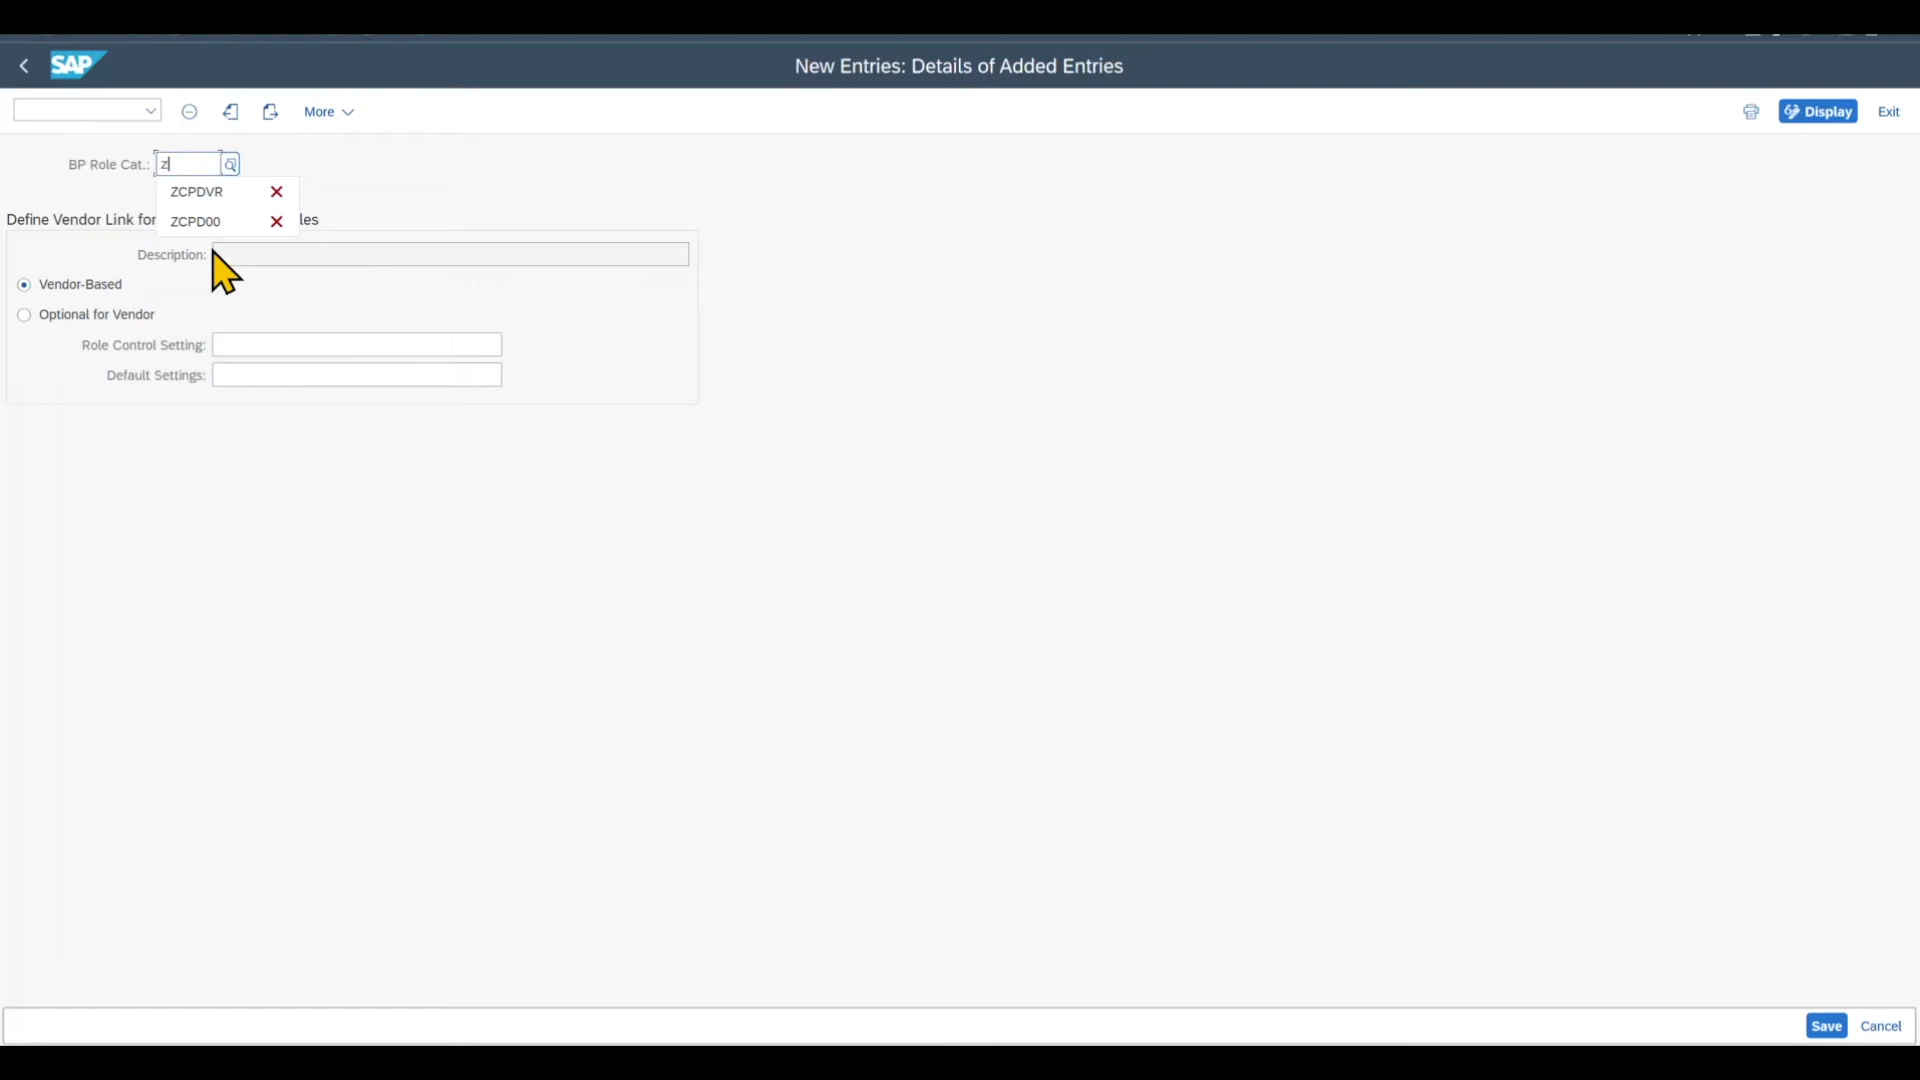 SAP
New Entries: Details of Added Entries
More
Display
Exit
BP Role Cat.: z
ZCPDVR
ZCPD00
Define Vendor Link for
les
Description:
Vendor-Based
Optional for Vendor
Role Control Setting:
Default Settings:
Save
Cancel